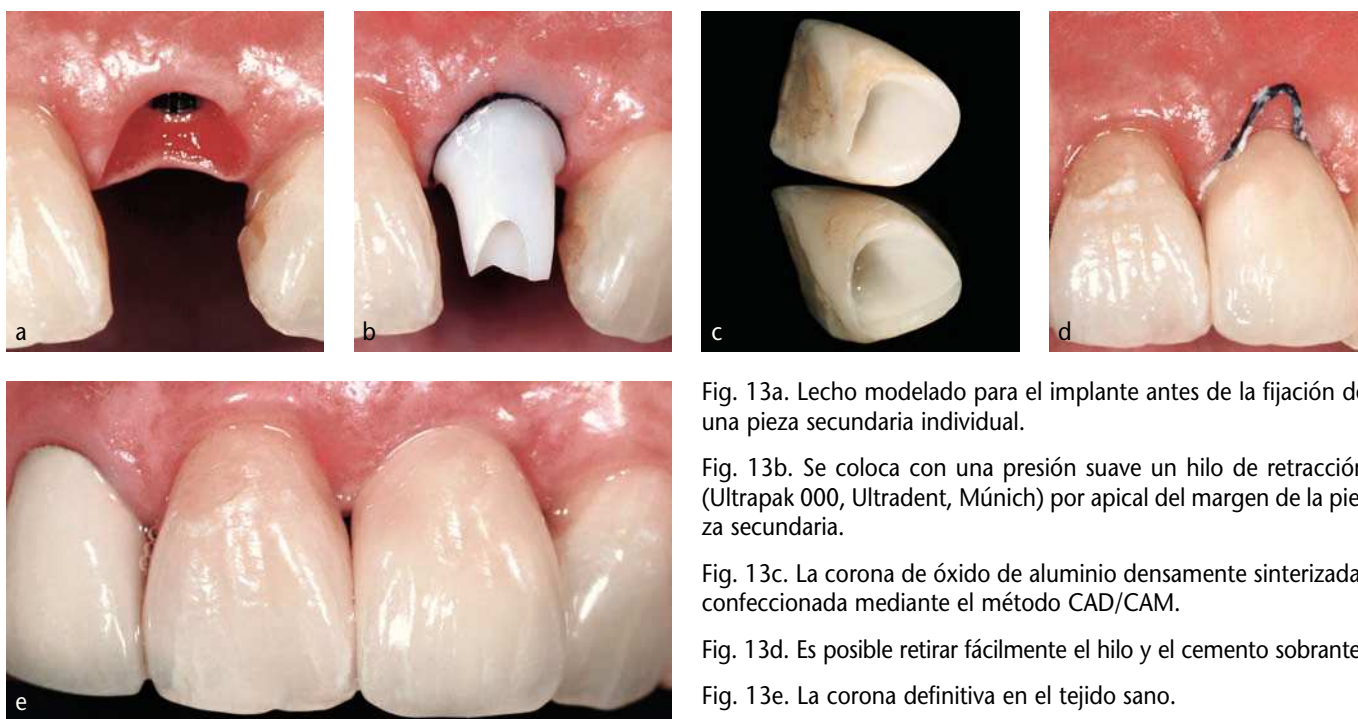 a
b
c
d
e
Fig. 13a. Lecho modelado para el implante antes de la fijación de
una pieza secundaria individual.
Fig. 13b. Se coloca con una presión suave un hilo de retracción
(Ultrapak 000, Ultradent, Múnich) por apical del margen de la pie
za secundaria.
Fig. 13c. La corona de óxido de aluminio densamente sinterizada
confeccionada mediante el método CAD/CAM.
Fig. 13d. Es posible retirar fácilmente el hilo y el cemento sobrante
Fig. 13e. La corona definitiva en el tejido sano.